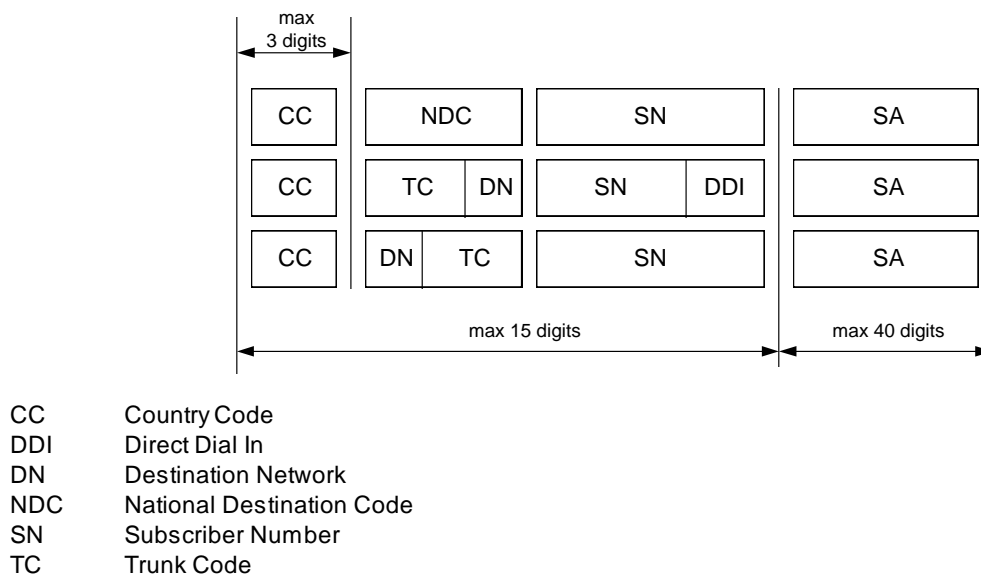 max
3 digits
CC NDC SN SA
CC TC DN SN DDI SA
CC DN TC SN SA
max 15 digits max 40 digits
CC Country Code
DDI Direct Dial In
DN Destination Network
NDC National Destination Code
SN Subscriber Number
TC Trunk Code